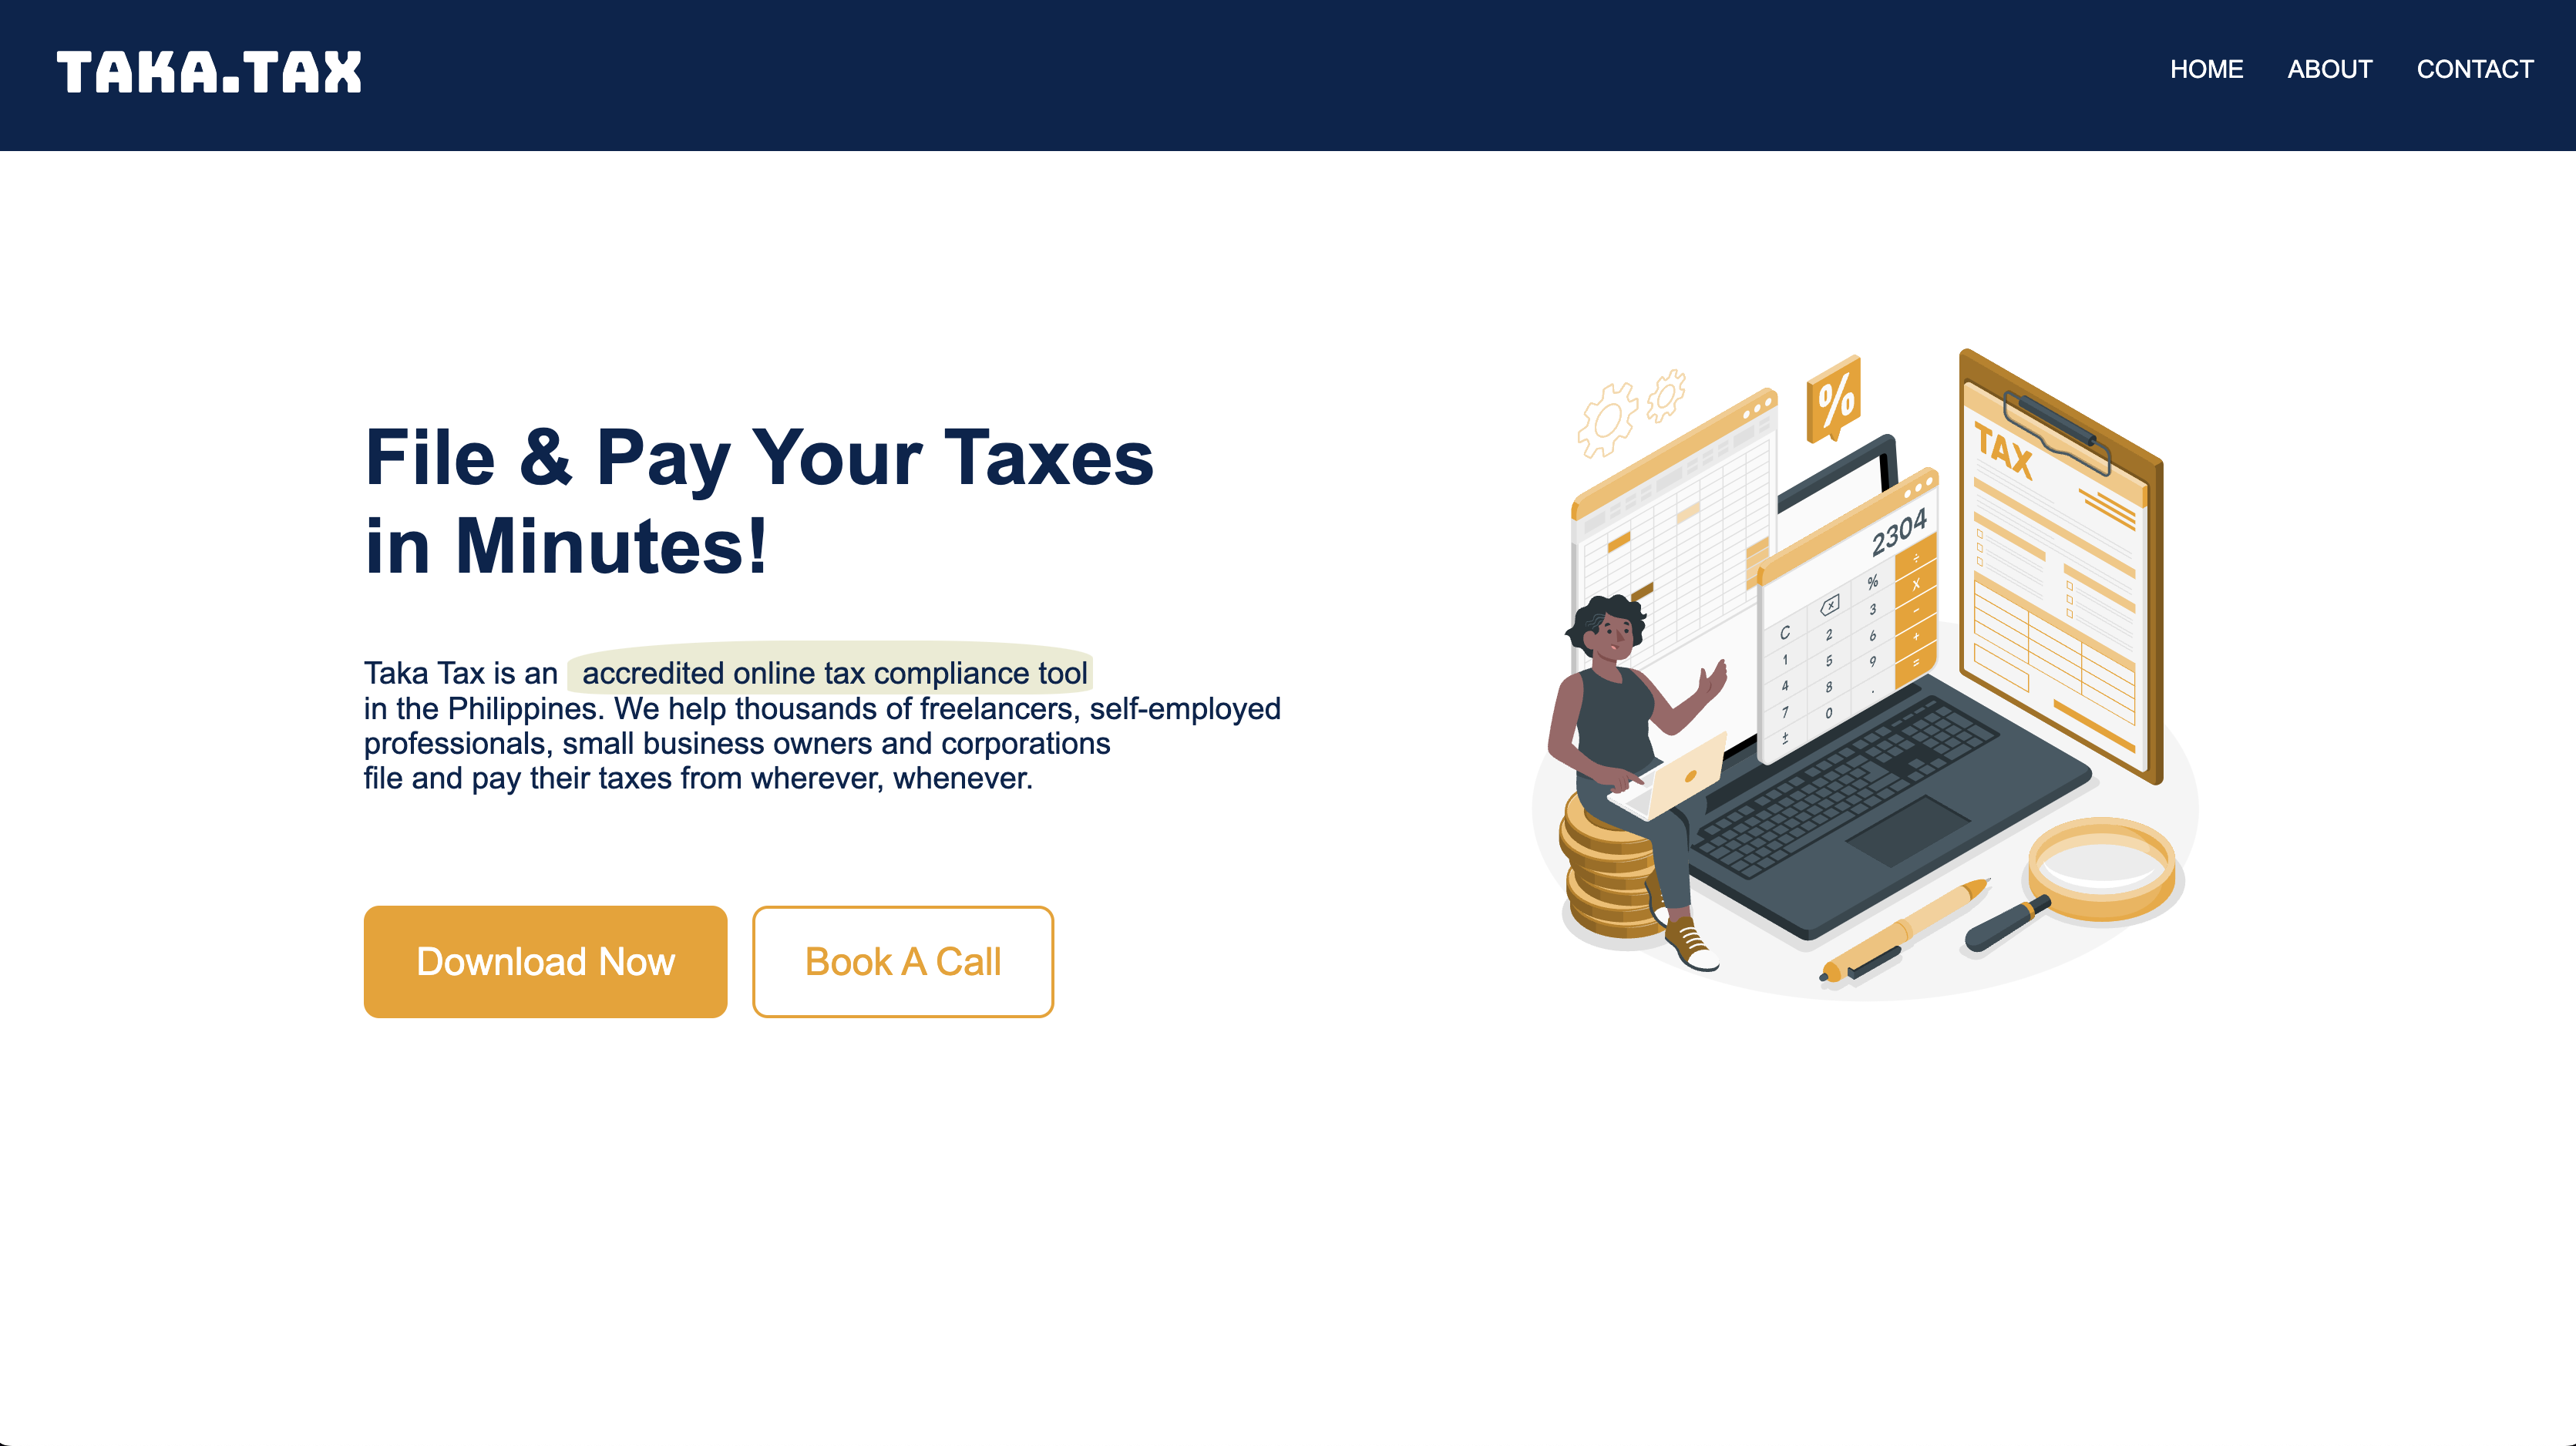 TAKA.TAX
HOME ABOUT CONTACT
File & Pay Your Taxes
in Minutes!
Taka Tax is an accredited online tax compliance tool
in the Philippines. We help thousands of freelancers, self-employed
professionals, small business owners and corporations
file and pay their taxes from wherever, whenever.
Download Now
Book A Call
%
TAX
2304
% ÷
C 2 3 x
1 5 6 -
4 8 9 +
7 0 . =
±